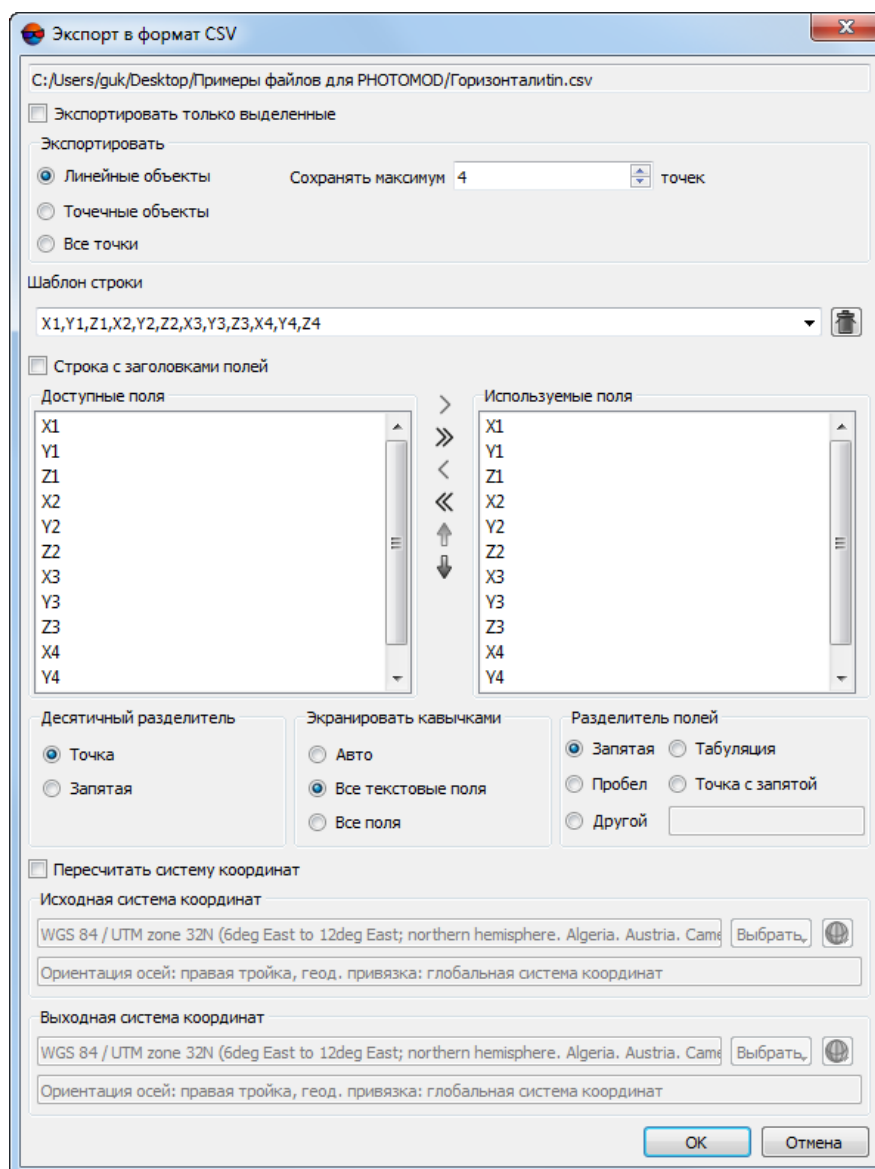 Экспорт в формат CSV
C:/Users/guk/Desktop/Примеры файлов для PHOTOMOD/Горизонталиtin.csv
Экспортировать только выделенные
Экспортировать
Линейные объекты Сохранять максимум 4 точек
Точечные объекты
Все точки
Шаблон строки
X1,Y1,Z1,X2,Y2,Z2,X3,Y3,Z3,X4,Y4,Z4
Строка с заголовками полей
Доступные поля
X1
Y1
Z1
X2
Y2
Z2
X3
Y3
Z3
X4
Y4
Используемые поля
X1
Y1
Z1
X2
Y2
Z2
X3
Y3
Z3
X4
Y4
Десятичный разделитель
Точка
Запятая
Экранировать кавычками
Авто
Все текстовые поля
Все поля
Разделитель полей
Запятая Табуляция
Пробел Точка с запятой
Другой
Пересчитать систему координат
Исходная система координат
WGS 84 / UTM zone 32N (6deg East to 12deg East; northern hemisphere. Algeria. Austria. Came Выбрать
Ориентация осей: правая тройка, геод. привязка: глобальная система координат
Выходная система координат
WGS 84 / UTM zone 32N (6deg East to 12deg East; northern hemisphere. Algeria. Austria. Came Выбрать
Ориентация осей: правая тройка, геод. привязка: глобальная система координат
OK Отмена